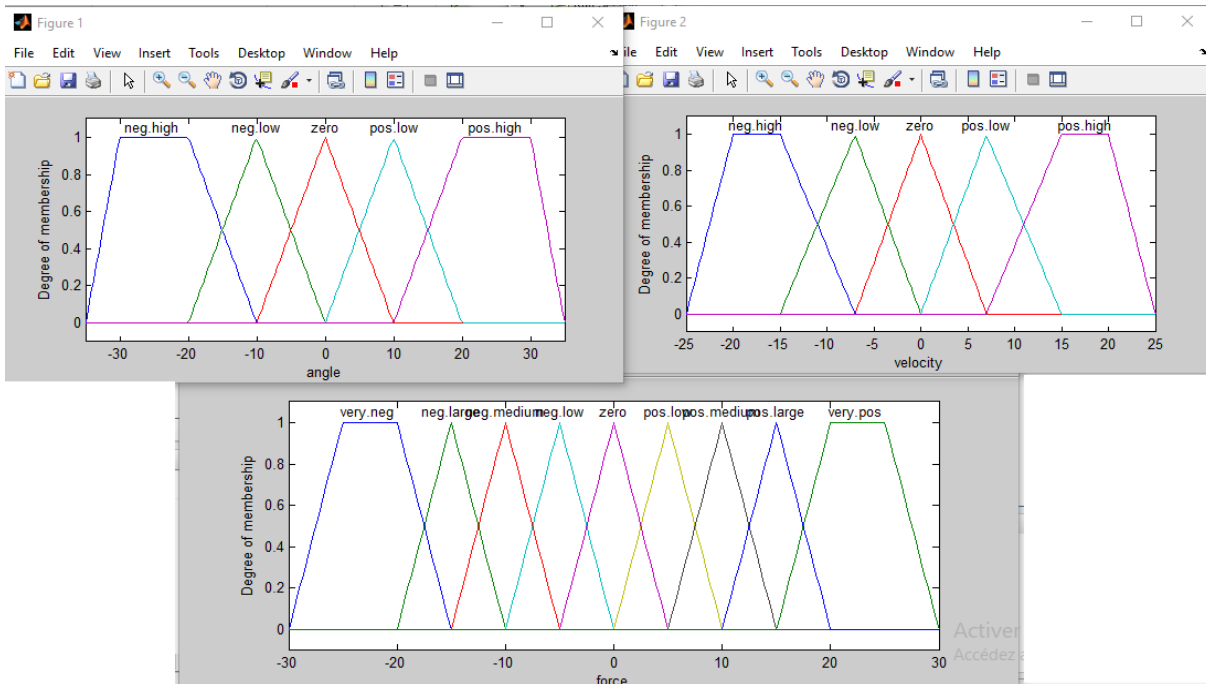 Figure 1
File Edit View Insert Tools Desktop Window Help
neg.high neg.low zero pos.low pos.high
1
0.8
0.6
0.4
0.2
0
Degree of membership
-30 -20 -10 0 10 20 30
angle
Figure 2
File Edit View Insert Tools Desktop Window Help
neg.high neg.low zero pos.low pos.high
1
0.8
0.6
0.4
0.2
0
Degree of membership
-25 -20 -15 -10 -5 0 5 10 15 20 25
velocity
very.neg neg.large neg.medium neg.low zero pos.low pos.medium pos.large very.pos
1
0.8
0.6
0.4
0.2
0
Degree of membership
-30 -20 -10 0 10 20 30
force
Activer
Accédez